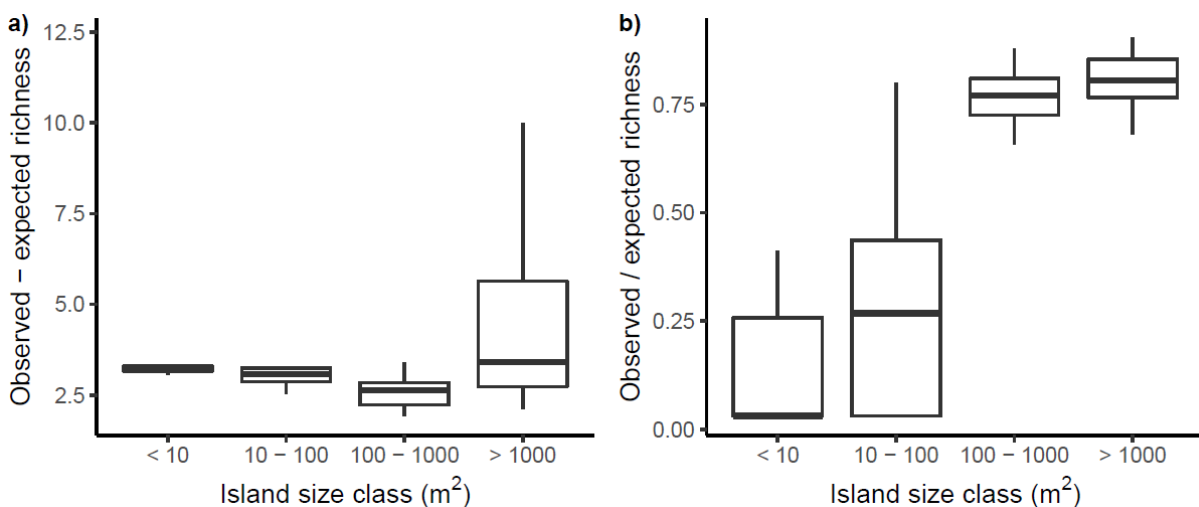 a)
Observed − expected richness
12.5
10.0
7.5
5.0
2.5
< 10
10 − 100
100 − 1000
> 1000
Island size class (m²)
b)
Observed / expected richness
0.75
0.50
0.25
0.00
< 10
10 − 100
100 − 1000
> 1000
Island size class (m²)